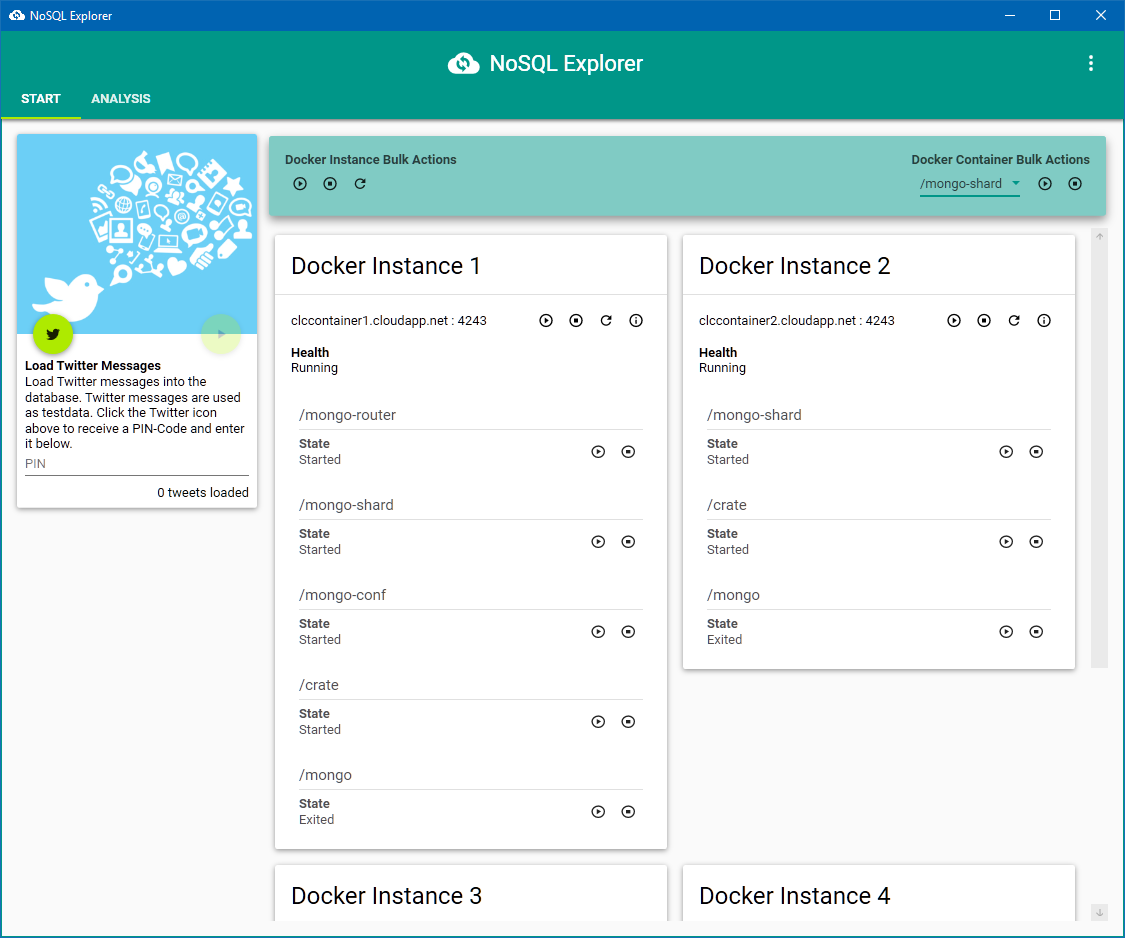 NoSQL Explorer
NoSQL Explorer
START
ANALYSIS
Load Twitter Messages
Load Twitter messages into the
database. Twitter messages are used
as testdata. Click the Twitter icon
above to receive a PIN-Code and enter
it below.
PIN
0 tweets loaded
Docker Instance Bulk Actions
Docker Container Bulk Actions
/mongo-shard
Docker Instance 1
clccontainer1.cloudapp.net : 4243
Health
Running
/mongo-router
State
Started
/mongo-shard
State
Started
/mongo-conf
State
Started
/crate
State
Started
/mongo
State
Exited
Docker Instance 2
clccontainer2.cloudapp.net : 4243
Health
Running
/mongo-shard
State
Started
/crate
State
Started
/mongo
State
Exited
Docker Instance 3
Docker Instance 4